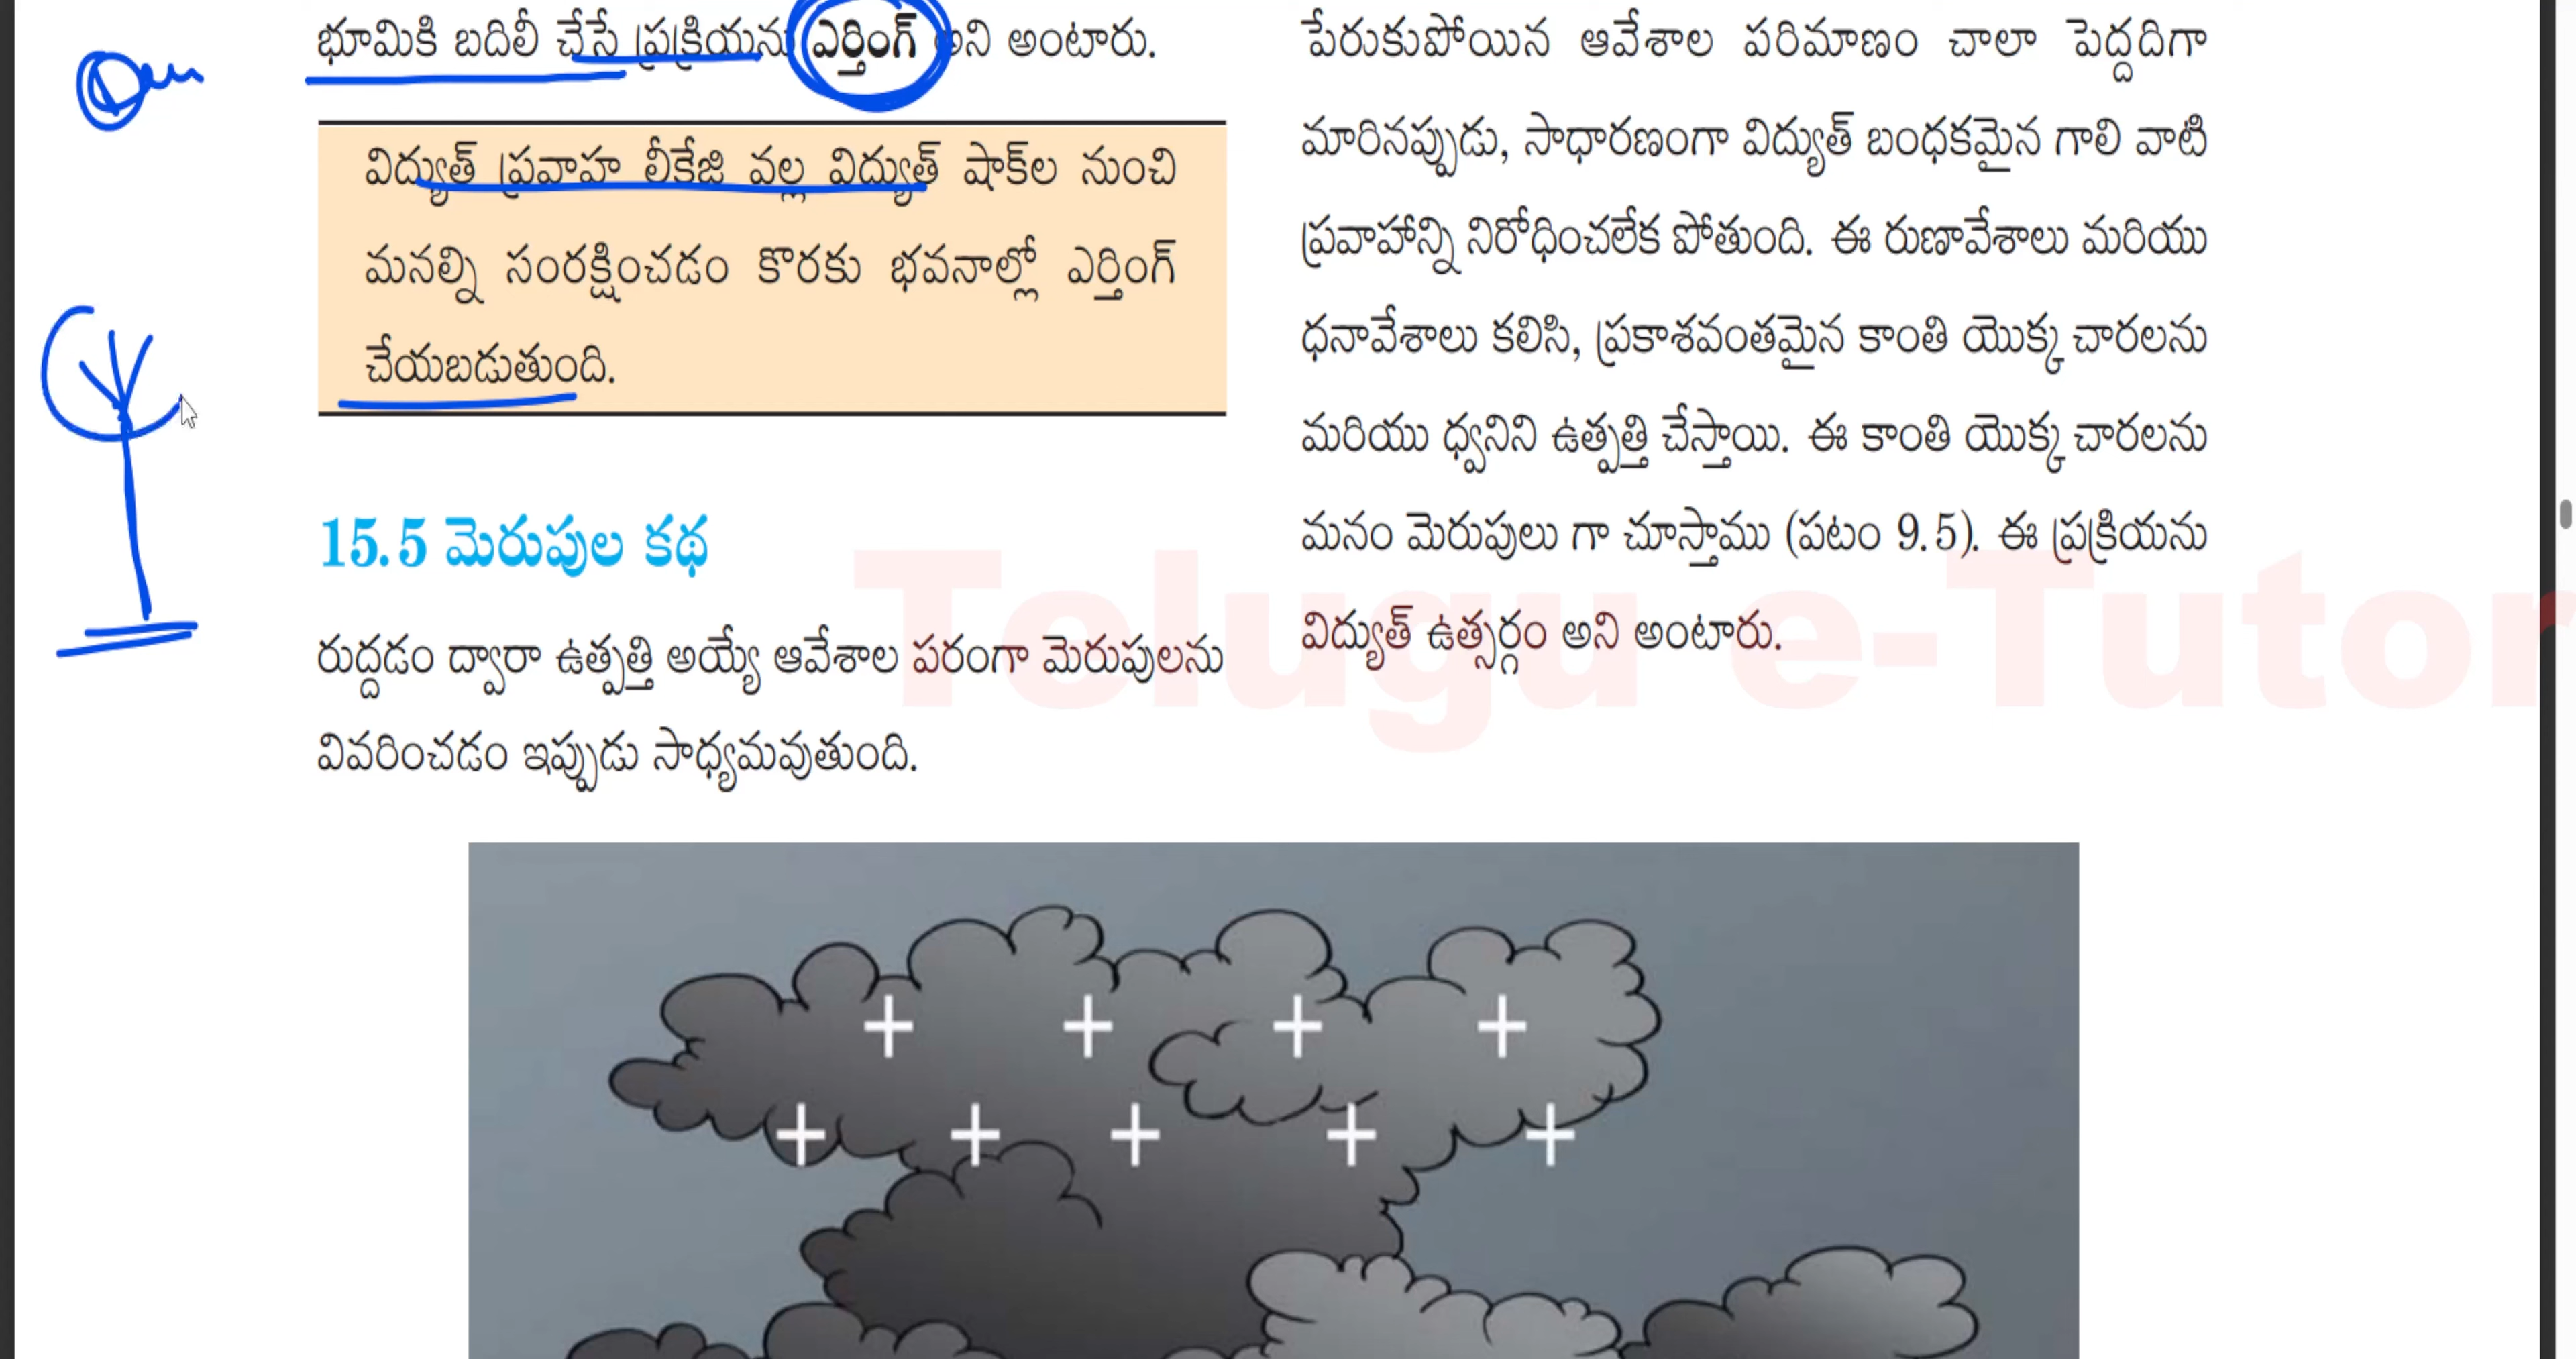 భూమికి బదిలీ చేసే ప్రక్రియను ఎర్తింగ్ అని అంటారు.
విద్యుత్ ప్రవాహ లీకేజి వల్ల విద్యుత్ షాక్‌ల నుంచి
మనల్ని సంరక్షించడం కొరకు భవనాల్లో ఎర్తింగ్
చేయబడుతుంది.
15.5 మెరుపుల కథ
రుద్దడం ద్వారా ఉత్పత్తి అయ్యే ఆవేశాల పరంగా మెరుపులను
వివరించడం ఇప్పుడు సాధ్యమవుతుంది.
పేరుకుపోయిన ఆవేశాల పరిమాణం చాలా పెద్దదిగా
మారినప్పుడు, సాధారణంగా విద్యుత్ బంధకమైన గాలి వాటి
ప్రవాహాన్ని నిరోధించలేక పోతుంది. ఈ రుణావేశాలు మరియు
ధనావేశాలు కలిసి, ప్రకాశవంతమైన కాంతి యొక్క చారలను
మరియు ధ్వనిని ఉత్పత్తి చేస్తాయి. ఈ కాంతి యొక్క చారలను
మనం మెరుపులు గా చూస్తాము (పటం 9.5). ఈ ప్రక్రియను
విద్యుత్ ఉత్సర్గం అని అంటారు.
Telugu e-Tutor
+ + + +
+ + + + +